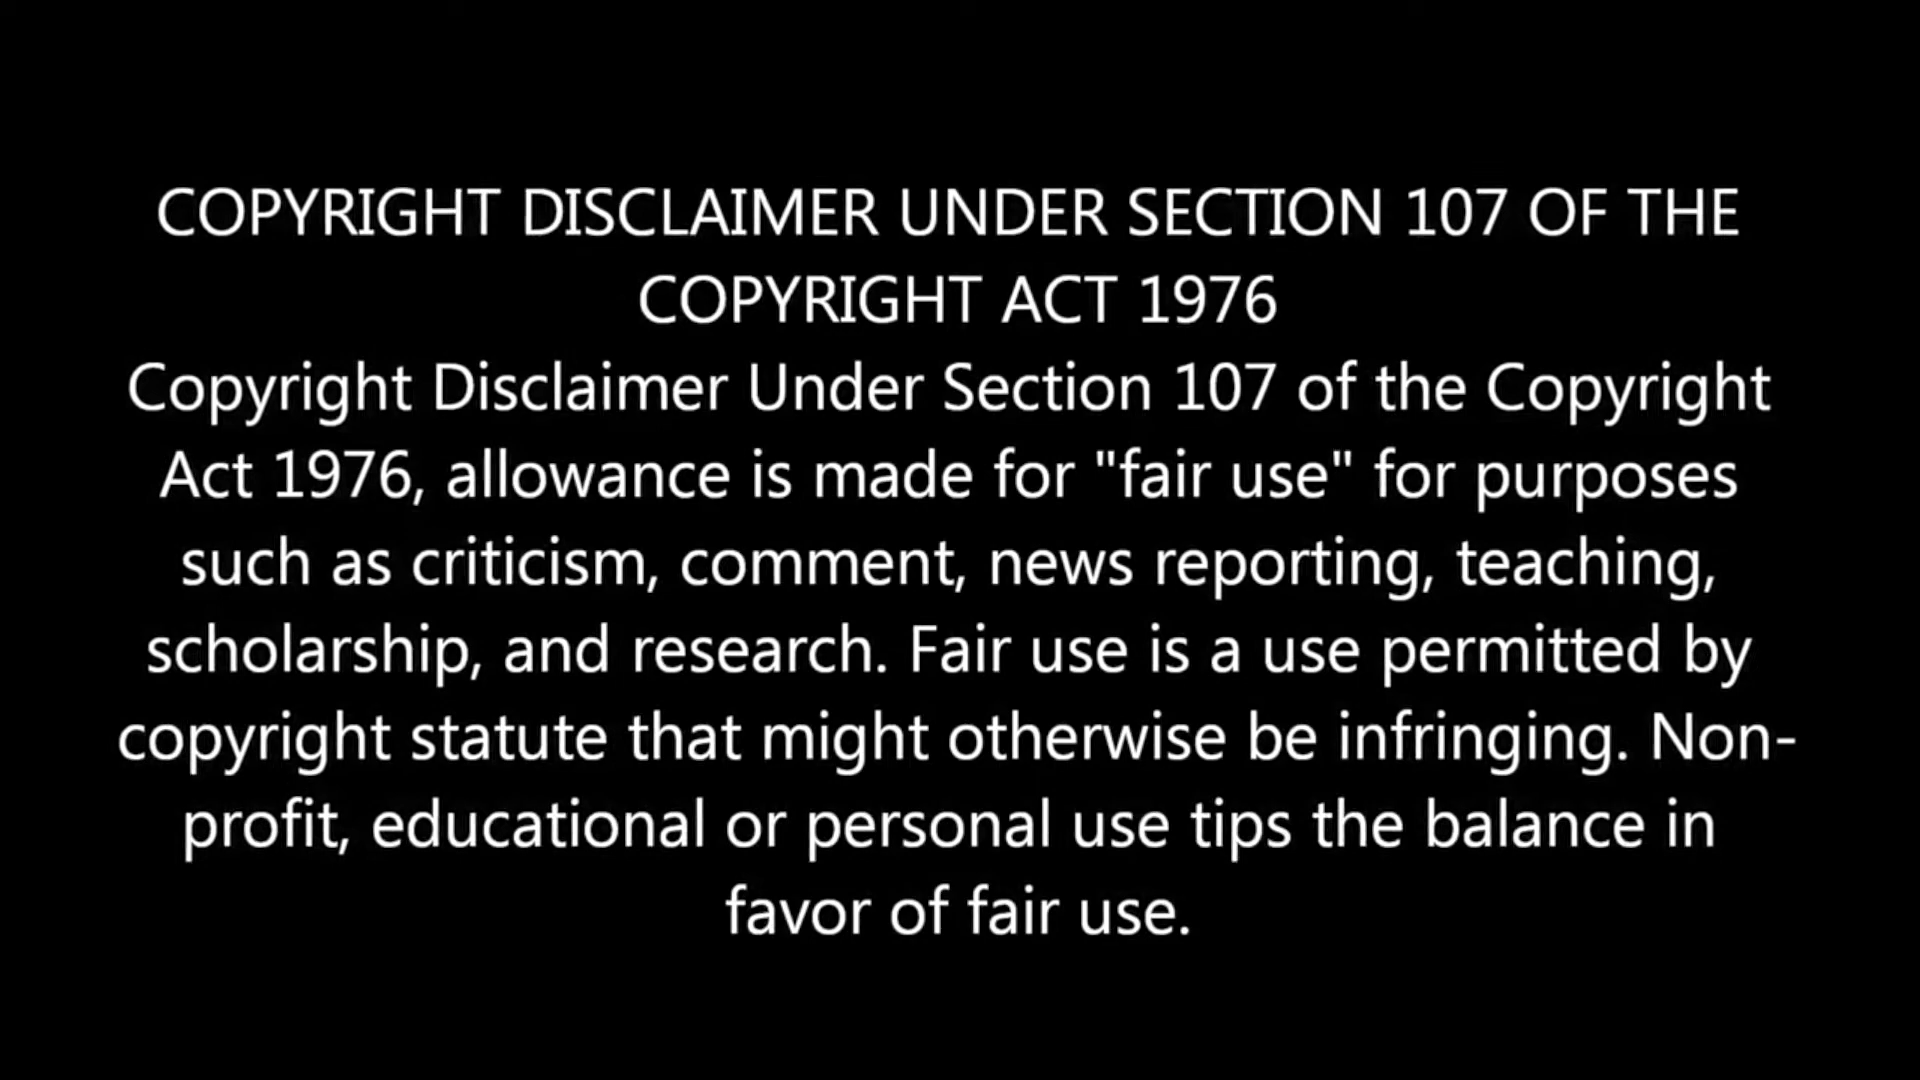 COPYRIGHT DISCLAIMER UNDER SECTION 107 OF THE
COPYRIGHT ACT 1976
Copyright Disclaimer Under Section 107 of the Copyright
Act 1976, allowance is made for "fair use" for purposes
such as criticism, comment, news reporting, teaching,
scholarship, and research. Fair use is a use permitted by
copyright statute that might otherwise be infringing. Non-
profit, educational or personal use tips the balance in
favor of fair use.